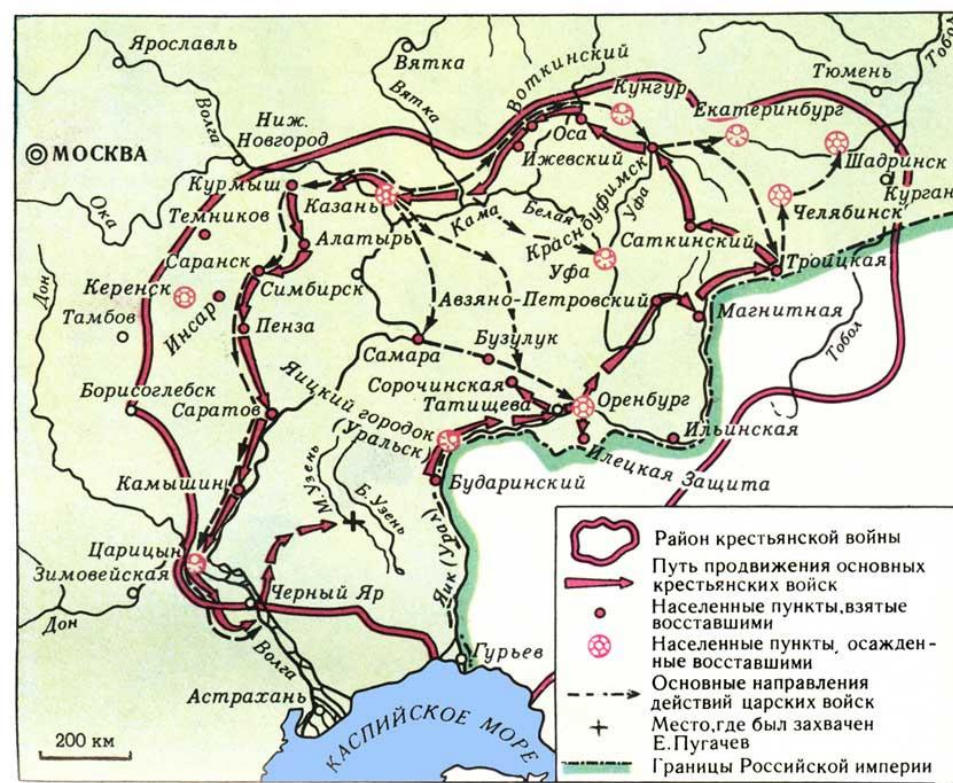 Ярославль
Волга
Вятка
Вятка
Воткинский
Кунгур
Екатеринбург
Тюмень
Тобол
Ниж.
Новгород
МОСКВА
Ока
Курмыш
Казань
Оса
Ижевский
Шадринск
Курган
Темников
Алатырь
Кама
Белая
Красноуфимск
Уфа
Челябинск
Саткинский
Тройцкая
Дон
Саранск
Симбирск
Уфа
Керенск
Тамбов
Инсар
Пенза
Авзяно-Петровский
Магнитная
Тобол
Самара
Бузулук
Борисоглебск
Саратов
Яицкий городок
(Уральск)
Сорочинская
Татищева
Оренбург
Ильинская
Илецкая Защита
Камышин
М.Узень
Б.Узень
Бударинский
Царицын
Зимовейская
Черный Яр
Яик (Урал)
Дон
Волга
Гурьев
Астрахань
КАСПИЙСКОЕ МОРЕ
200 км
Район крестьянской войны
Путь продвижения основных
крестьянских войск
Населенные пункты, взятые
восставшими
Населенные пункты, осажден-
ные восставшими
Основные направления
действий царских войск
Место, где был захвачен
Е.Пугачев
Границы Российской империи